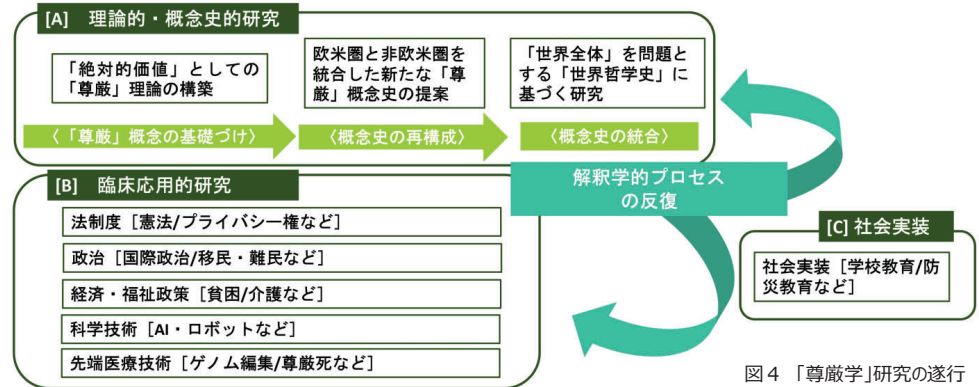 [A] 理論的・概念史的研究
「絶対的価値」としての
「尊厳」理論の構築
欧米圏と非欧米圏を
統合した新たな「尊
厳」概念史の提案
「世界全体」を問題と
する「世界哲学史」に
基づく研究
〈「尊厳」概念の基礎づけ〉
〈概念史の再構成〉
〈概念史の統合〉
解釈学的プロセス
の反復
[B] 臨床応用的研究
法制度［憲法/プライバシー権など］
政治［国際政治/移民・難民など］
経済・福祉政策［貧困/介護など］
科学技術［AI・ロボットなど］
先端医療技術［ゲノム編集/尊厳死など］
[C] 社会実装
社会実装［学校教育/防
災教育など］
図４ 「尊厳学」研究の遂行